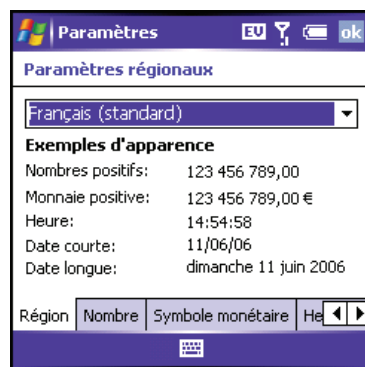 Paramètres EV ok
Paramètres régionaux
Français (standard)
Exemples d'apparence
Nombres positifs: 123 456 789,00
Monnaie positive: 123 456 789,00 €
Heure: 14:54:58
Date courte: 11/06/06
Date longue: dimanche 11 juin 2006
Région Nombre Symbole monétaire He